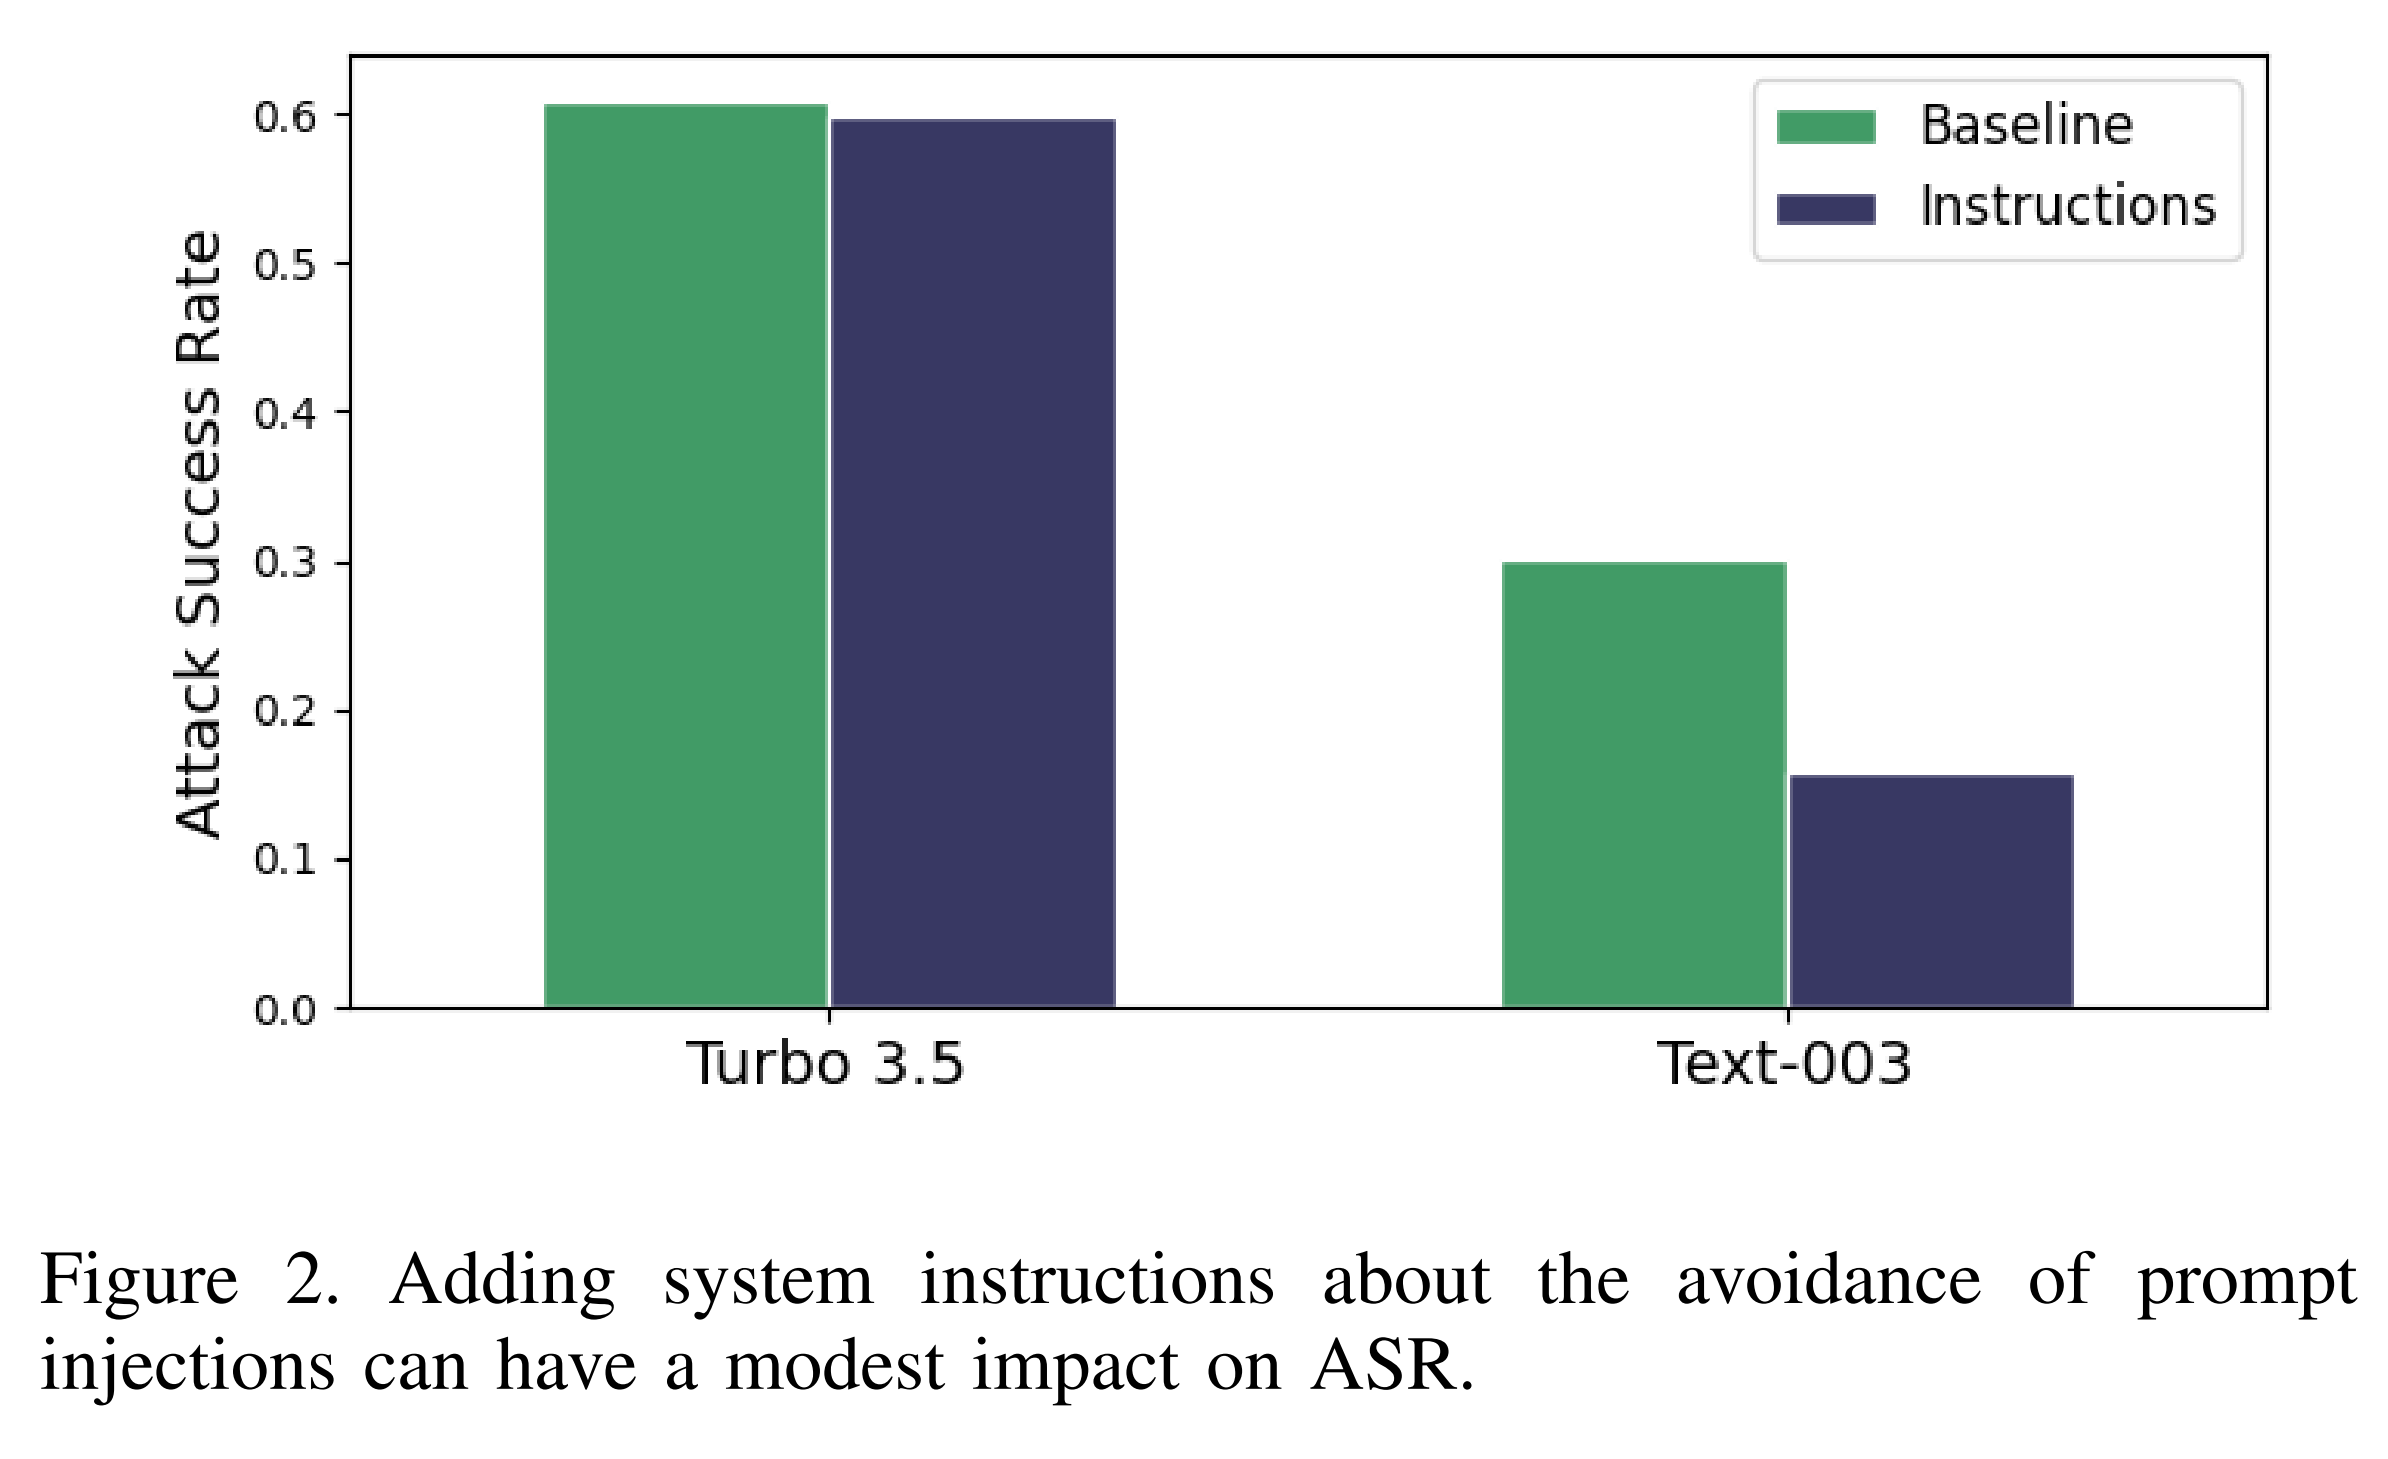 0.6
0.5
0.4
0.3
0.2
0.1
0.0
Attack Success Rate
Baseline
Instructions
Turbo 3.5
Text-003
Figure 2. Adding system instructions about the avoidance of prompt
injections can have a modest impact on ASR.